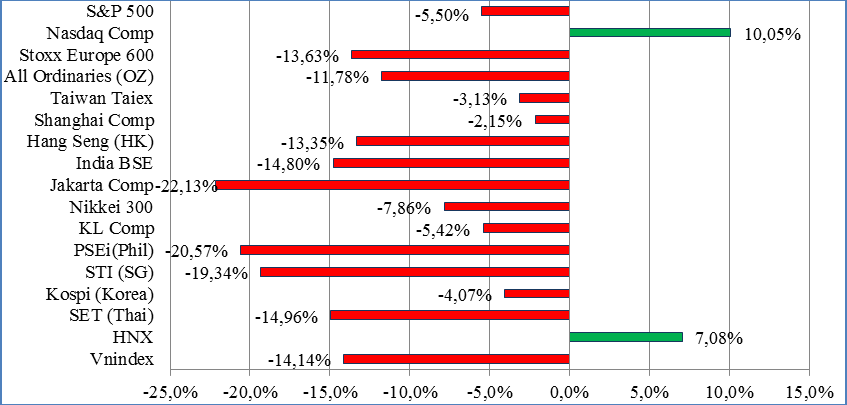 S&P 500 -5,50%
Nasdaq Comp 10,05%
Stoxx Europe 600 -13,63%
All Ordinaries (OZ) -11,78%
Taiwan Taiex -3,13%
Shanghai Comp -2,15%
Hang Seng (HK) -13,35%
India BSE -14,80%
Jakarta Comp -22,13%
Nikkei 300 -7,86%
KL Comp -5,42%
PSEi(Phil) -20,57%
STI (SG) -19,34%
Kospi (Korea) -4,07%
SET (Thai) -14,96%
HNX 7,08%
Vnindex -14,14%
-25,0% -20,0% -15,0% -10,0% -5,0% 0,0% 5,0% 10,0% 15,0%